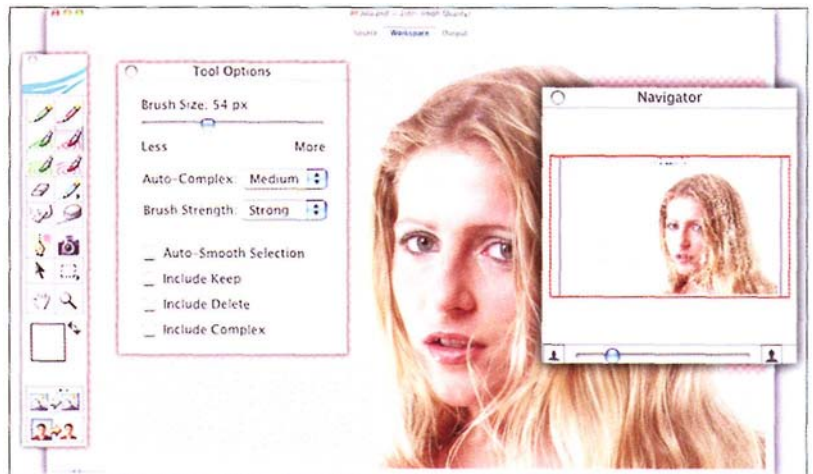 Source Workspace Output
Tool Options
Brush Size: 54 px
Less More
Auto-Complex: Medium
Brush Strength: Strong
Auto-Smooth Selection
Include Keep
Include Delete
Include Complex
Navigator